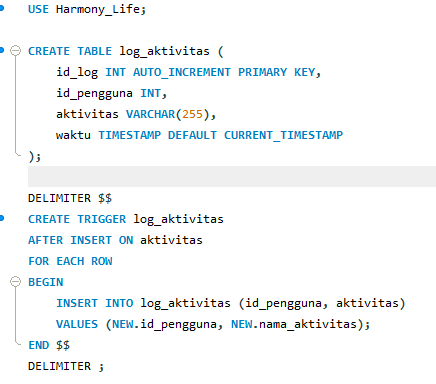 USE Harmony_Life;
CREATE TABLE log_aktivitas (
id_log INT AUTO_INCREMENT PRIMARY KEY,
id_pengguna INT,
aktivitas VARCHAR(255),
waktu TIMESTAMP DEFAULT CURRENT_TIMESTAMP
);
DELIMITER $$
CREATE TRIGGER log_aktivitas
AFTER INSERT ON aktivitas
FOR EACH ROW
BEGIN
INSERT INTO log_aktivitas (id_pengguna, aktivitas)
VALUES (NEW.id_pengguna, NEW.nama_aktivitas);
END $$
DELIMITER ;